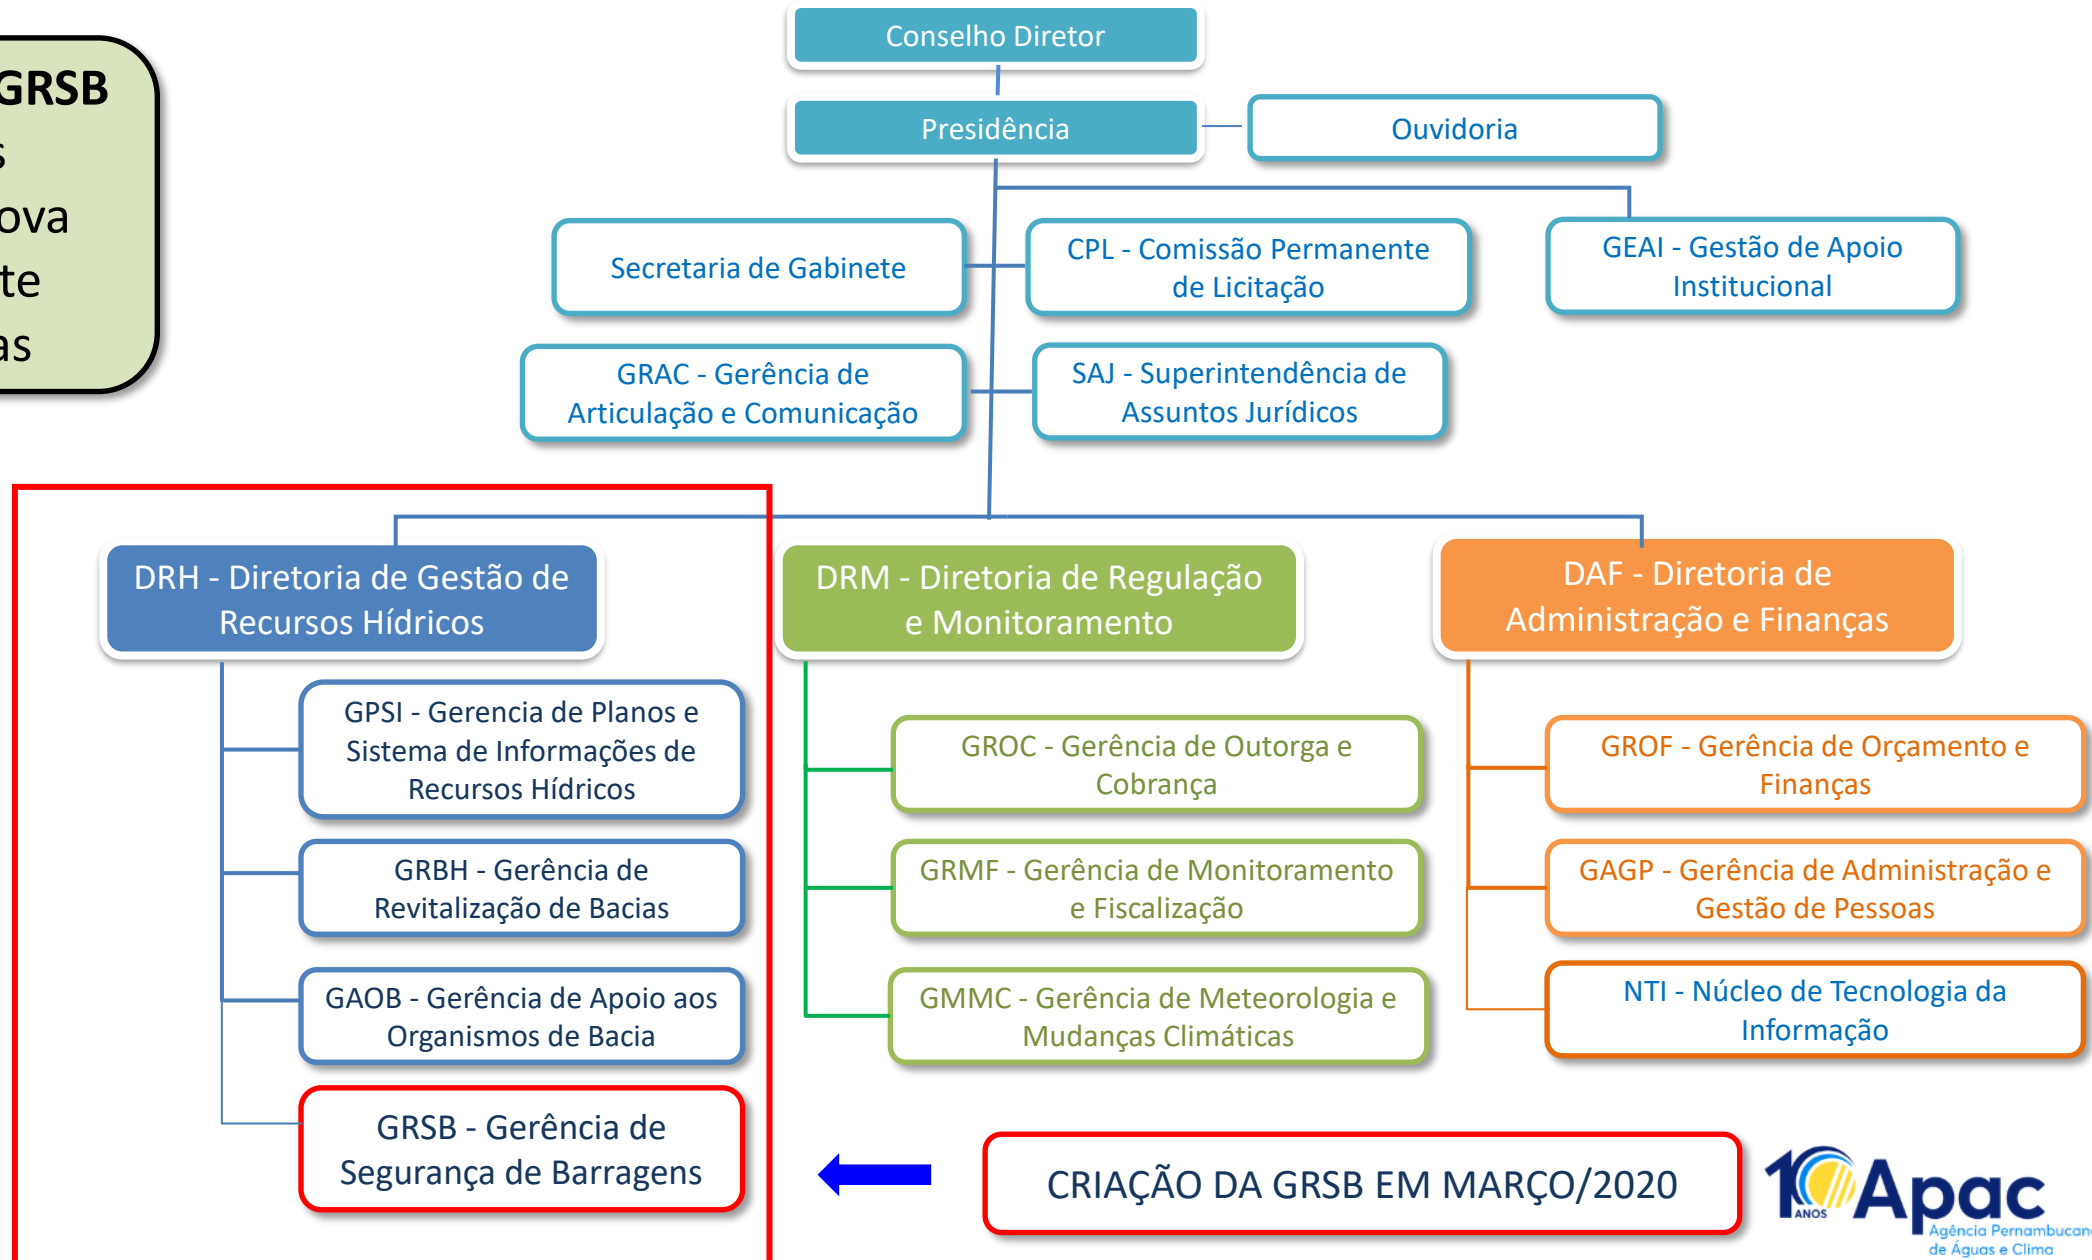 Conselho Diretor
GRSB
Presidência
Ouvidoria
s
ova
te
as
Secretaria de Gabinete
CPL - Comissão Permanente
de Licitação
GEAI - Gestão de Apoio
Institucional
GRAC - Gerência de
Articulação e Comunicação
SAJ - Superintendência de
Assuntos Jurídicos
DRH - Diretoria de Gestão de
Recursos Hídricos
DRM - Diretoria de Regulação
e Monitoramento
DAF - Diretoria de
Administração e Finanças
GPSI - Gerencia de Planos e
Sistema de Informações de
Recursos Hídricos
GRBH - Gerência de
Revitalização de Bacias
GAOB - Gerência de Apoio aos
Organismos de Bacia
GRSB - Gerência de
Segurança de Barragens
GROC - Gerência de Outorga e
Cobrança
GRMF - Gerência de Monitoramento
e Fiscalização
GMMC - Gerência de Meteorologia e
Mudanças Climáticas
GROF - Gerência de Orçamento e
Finanças
GAGP - Gerência de Administração e
Gestão de Pessoas
NTI - Núcleo de Tecnologia da
Informação
CRIAÇÃO DA GRSB EM MARÇO/2020
10 ANOS
Apac
Agência Pernambucan
de Águas e Clima